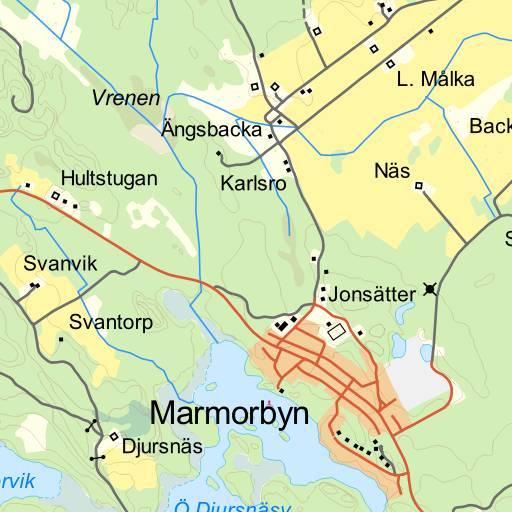 L. Målka
Vrenen
Ängsbacka
Back
Näs
Hultstugan
Karlsro
S
Svanvik
Jonsätter
Svantorp
Marmorbyn
Djursnäs
rvik
Ö Djursnäsv